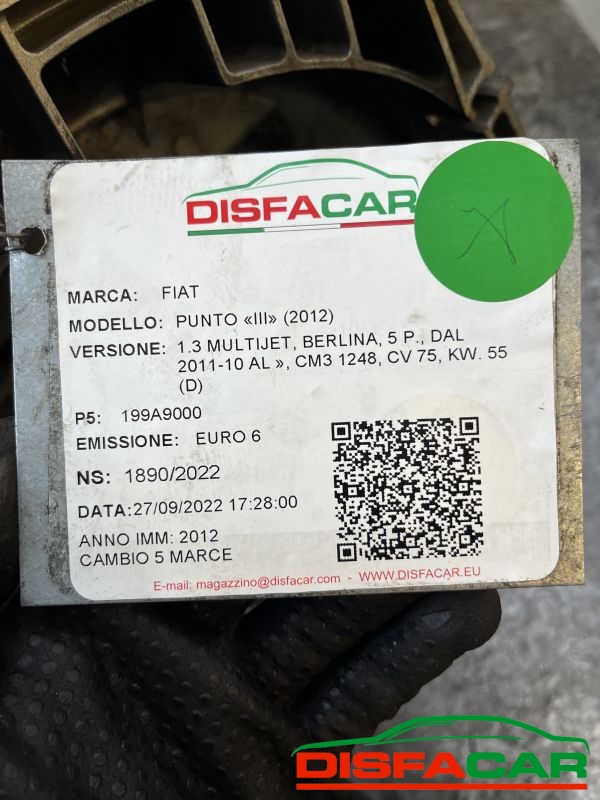 DISFACAR
MARCA: FIAT
MODELLO: PUNTO «III» (2012)
VERSIONE: 1.3 MULTIJET, BERLINA, 5 P., DAL
2011-10 AL », CM3 1248, CV 75, KW. 55
(D)
P5: 199A9000
EMISSIONE: EURO 6
NS: 1890/2022
DATA:27/09/2022 17:28:00
ANNO IMM: 2012
CAMBIO 5 MARCE
E-mail: magazzino@disfacar.com - WWW.DISFACAR.EU
DISFACAR